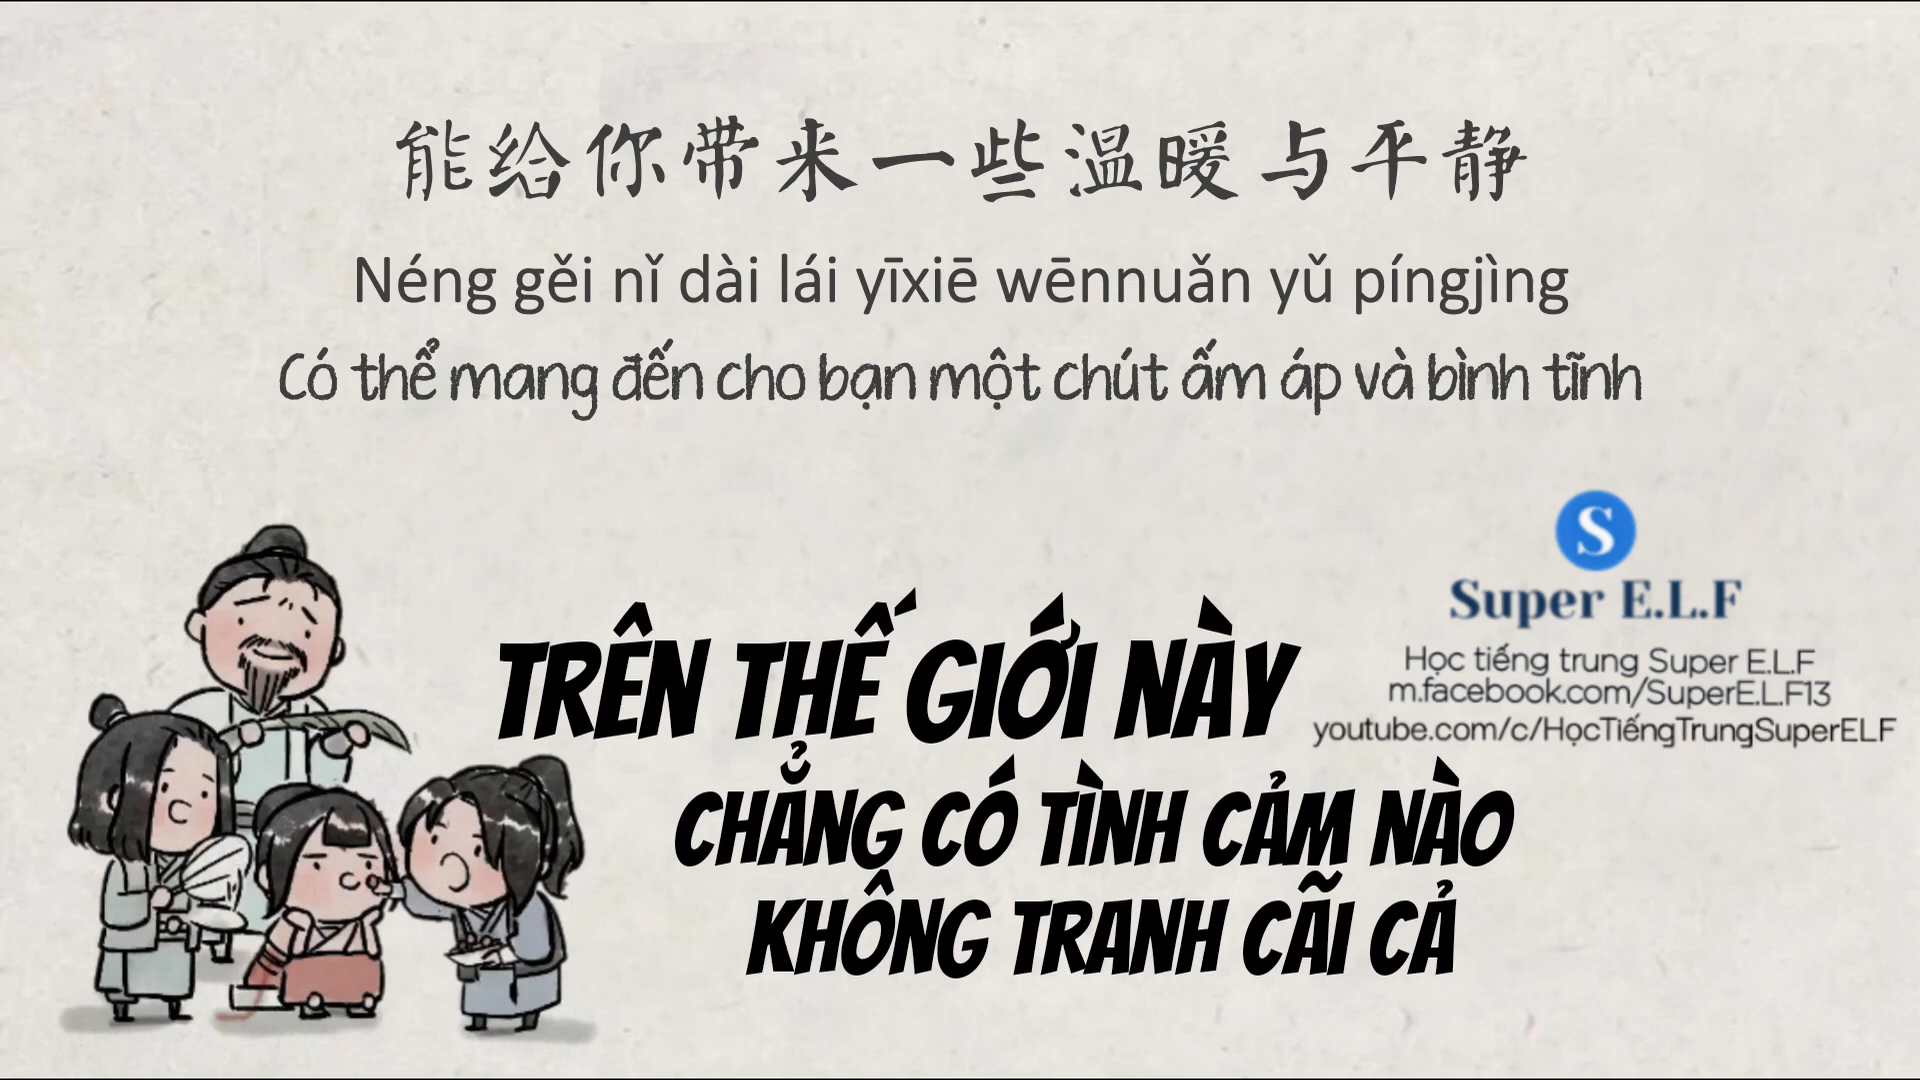 能给你带来一些温暖与平静
Néng gěi nǐ dài lái yīxiē wēnnuǎn yǔ píngjìng
Có thể mang đến cho bạn một chút ấm áp và bình tĩnh
S
Super E.L.F
Học tiếng trung Super E.L.F
m.facebook.com/SuperE.L.F13
youtube.com/c/HọcTiếngTrungSuperELF
TRÊN THẾ GIỚI NÀY
CHẲNG CÓ TÌNH CẢM NÀO
KHÔNG TRANH CÃI CẢ